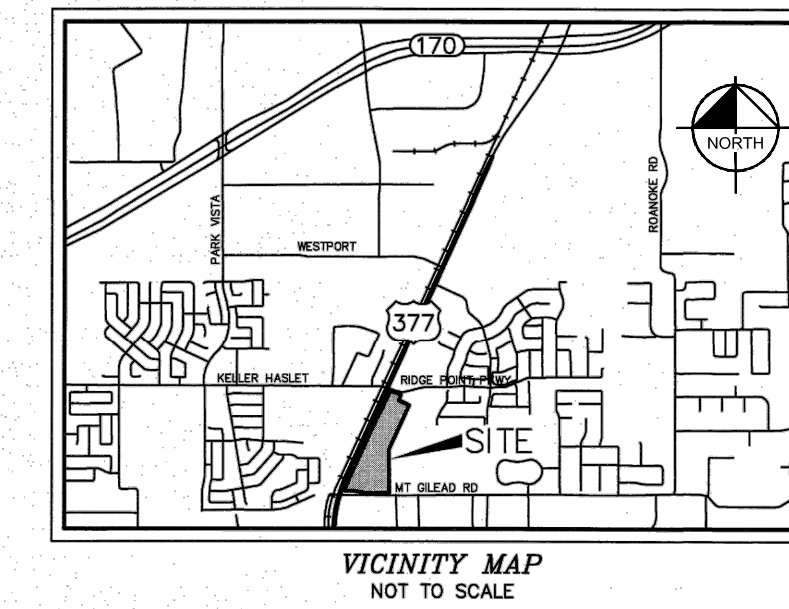 170
NORTH
ROANOKE RD
PARK VISTA
WESTPORT
377
KELLER HASLET
RIDGE POINT PKWY
SITE
MT GILEAD RD
VICINITY MAP
NOT TO SCALE